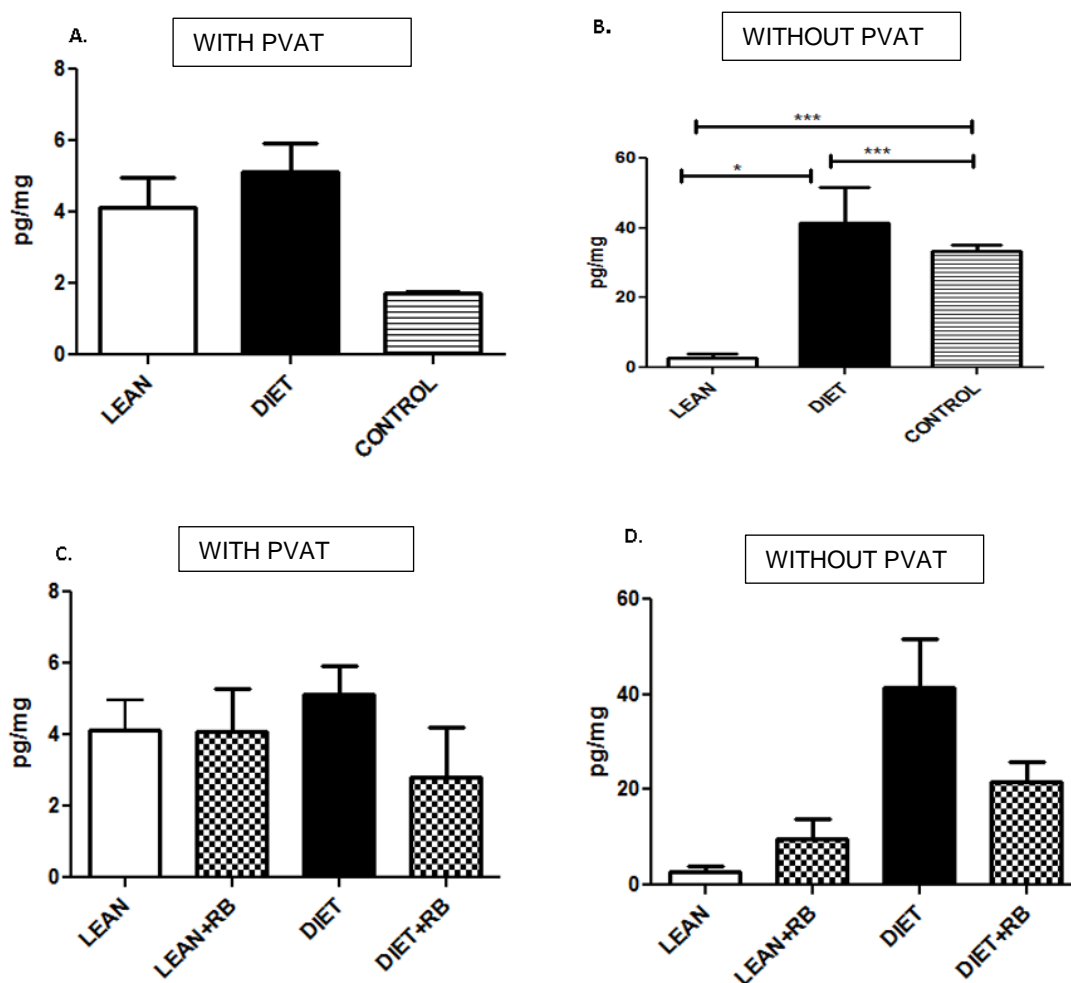 A.
WITH PVAT
8
6
4
2
0
pg/mg
LEAN
DIET
CONTROL
B.
WITHOUT PVAT
***
***
*
60
40
20
0
pg/mg
LEAN
DIET
CONTROL
C.
WITH PVAT
8
6
4
2
0
pg/mg
LEAN
LEAN+RB
DIET
DIET+RB
D.
WITHOUT PVAT
60
40
20
0
pg/mg
LEAN
LEAN+RB
DIET
DIET+RB